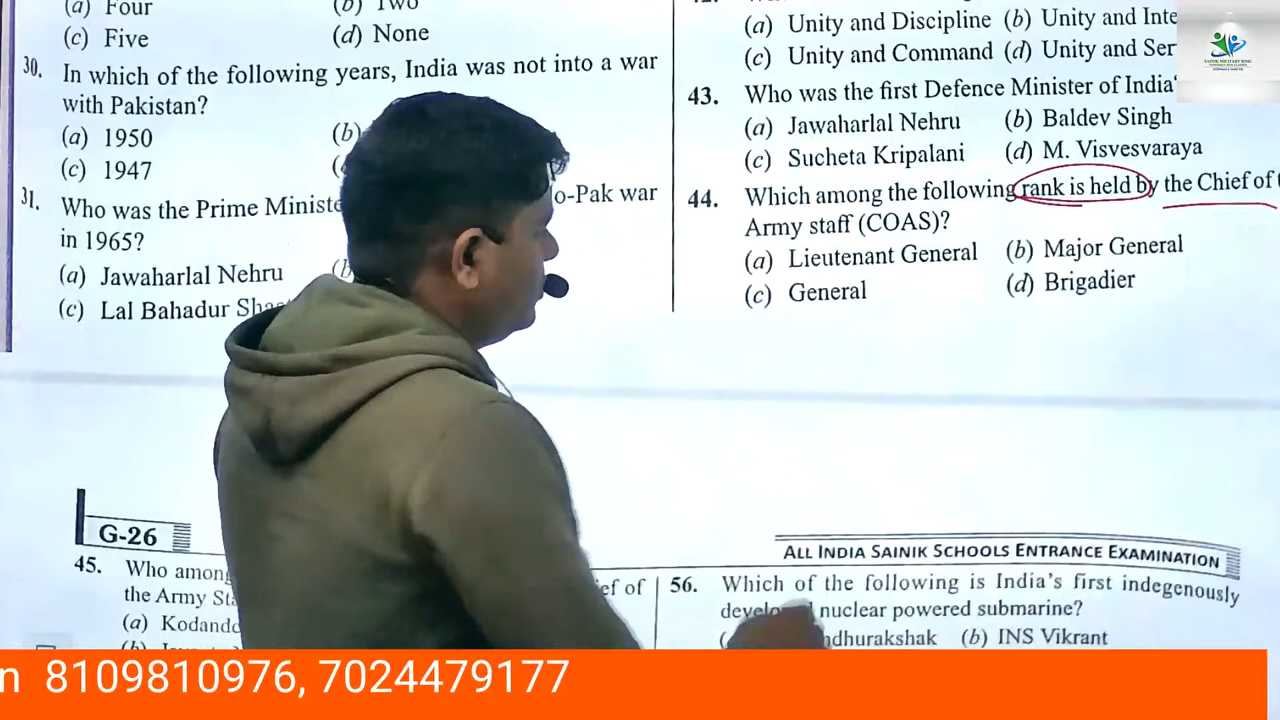 (a) Four (b) Two
(c) Five (d) None
30. In which of the following years, India was not into a war
with Pakistan?
(a) 1950 (b)
(c) 1947
31. Who was the Prime Ministe o-Pak war
in 1965?
(a) Jawaharlal Nehru (b
(c) Lal Bahadur Shas
(a) Unity and Discipline (b) Unity and Inte
(c) Unity and Command (d) Unity and Ser
43. Who was the first Defence Minister of India
(a) Jawaharlal Nehru (b) Baldev Singh
(c) Sucheta Kripalani (d) M. Visvesvaraya
44. Which among the following rank is held by the Chief of
Army staff (COAS)?
(a) Lieutenant General (b) Major General
(c) General (d) Brigadier
G-26
ALL INDIA SAINIK SCHOOLS ENTRANCE EXAMINATION
45. Who among ef of
the Army St
(a) Kodand
56. Which of the following is India's first indegenously
develo nuclear powered submarine?
dhurakshak (b) INS Vikrant
n 8109810976, 7024479177